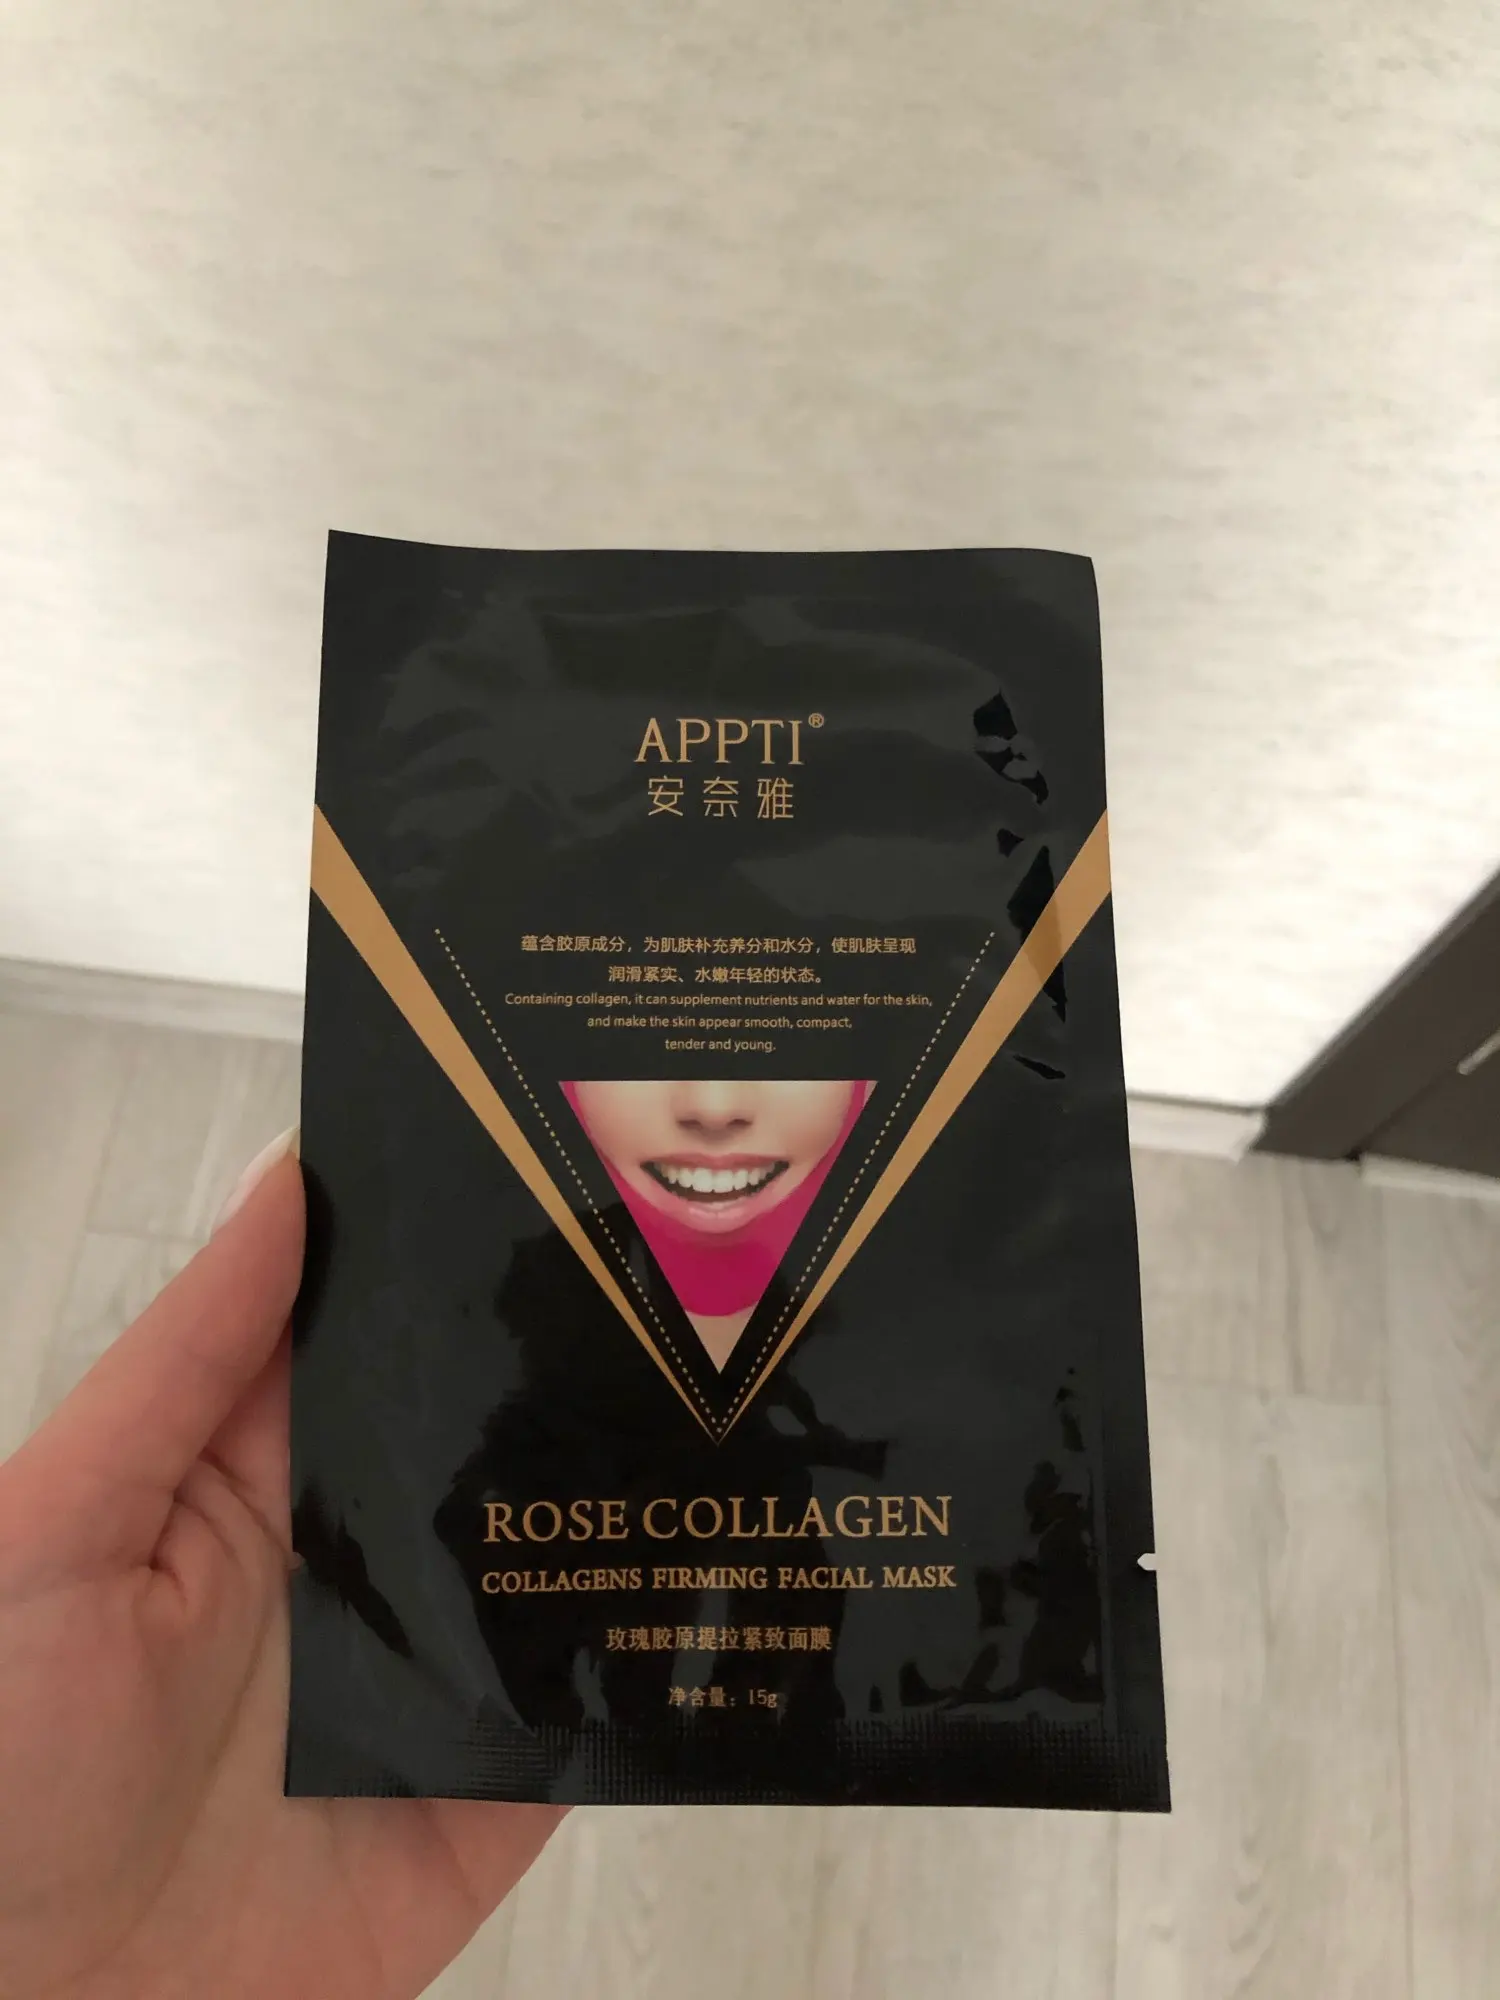 APPTI®
安奈雅
蕴含胶原成分，为肌肤补充养分和水分，使肌肤呈现
润滑紧实、水嫩年轻的状态。
Containing collagen, it can supplement nutrients and water for the skin,
and make the skin appear smooth, compact,
tender and young.
ROSE COLLAGEN
COLLAGENS FIRMING FACIAL MASK
玫瑰胶原提拉紧致面膜
净含量：15g